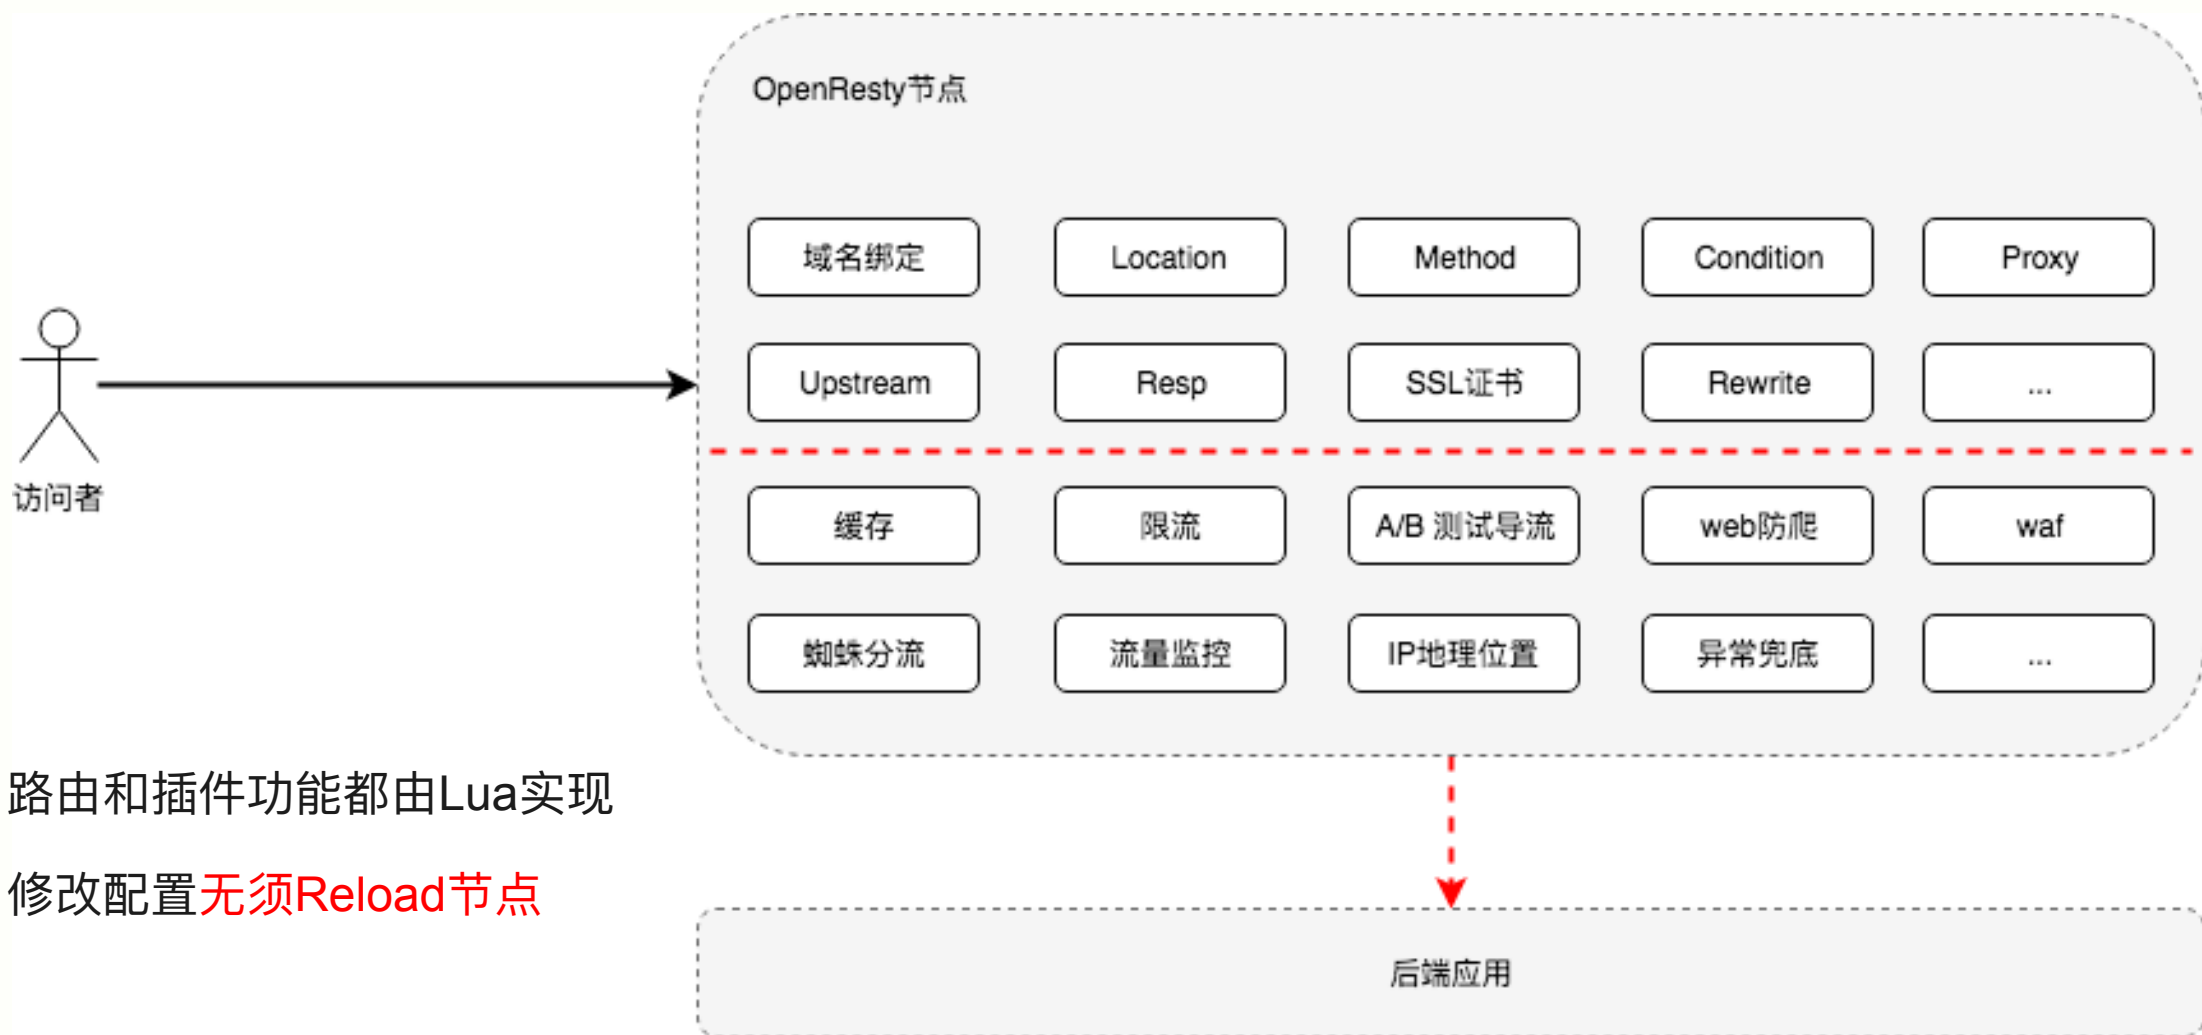 OpenResty节点
域名绑定
Location
Method
Condition
Proxy
Upstream
Resp
SSL证书
Rewrite
...
访问者
缓存
限流
A/B 测试导流
web防爬
waf
蜘蛛分流
流量监控
IP地理位置
异常兜底
...
路由和插件功能都由Lua实现
修改配置无须Reload节点
后端应用